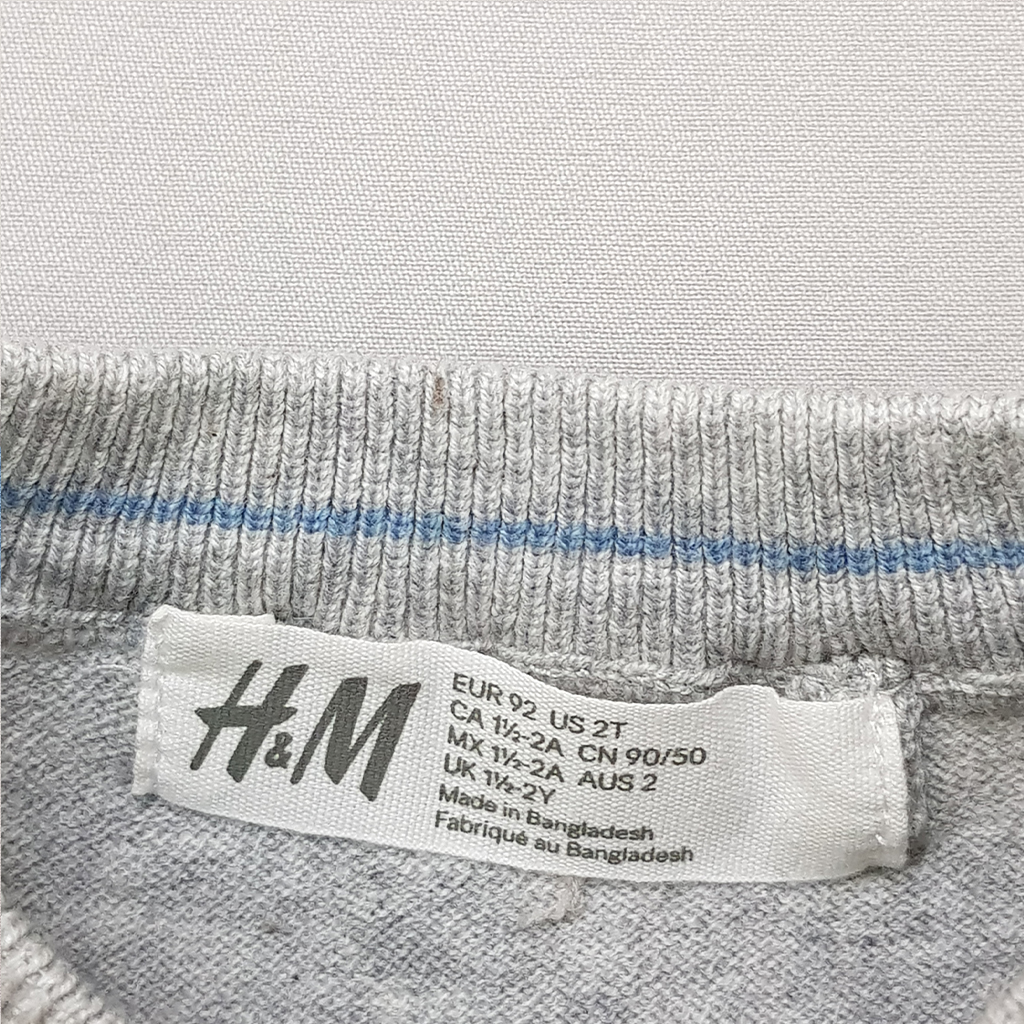 H&M
EUR 92 US 2T
CA 1½-2A CN 90/50
MX 1½-2A AUS 2
UK 1½-2Y
Made in Bangladesh
Fabriqué au Bangladesh